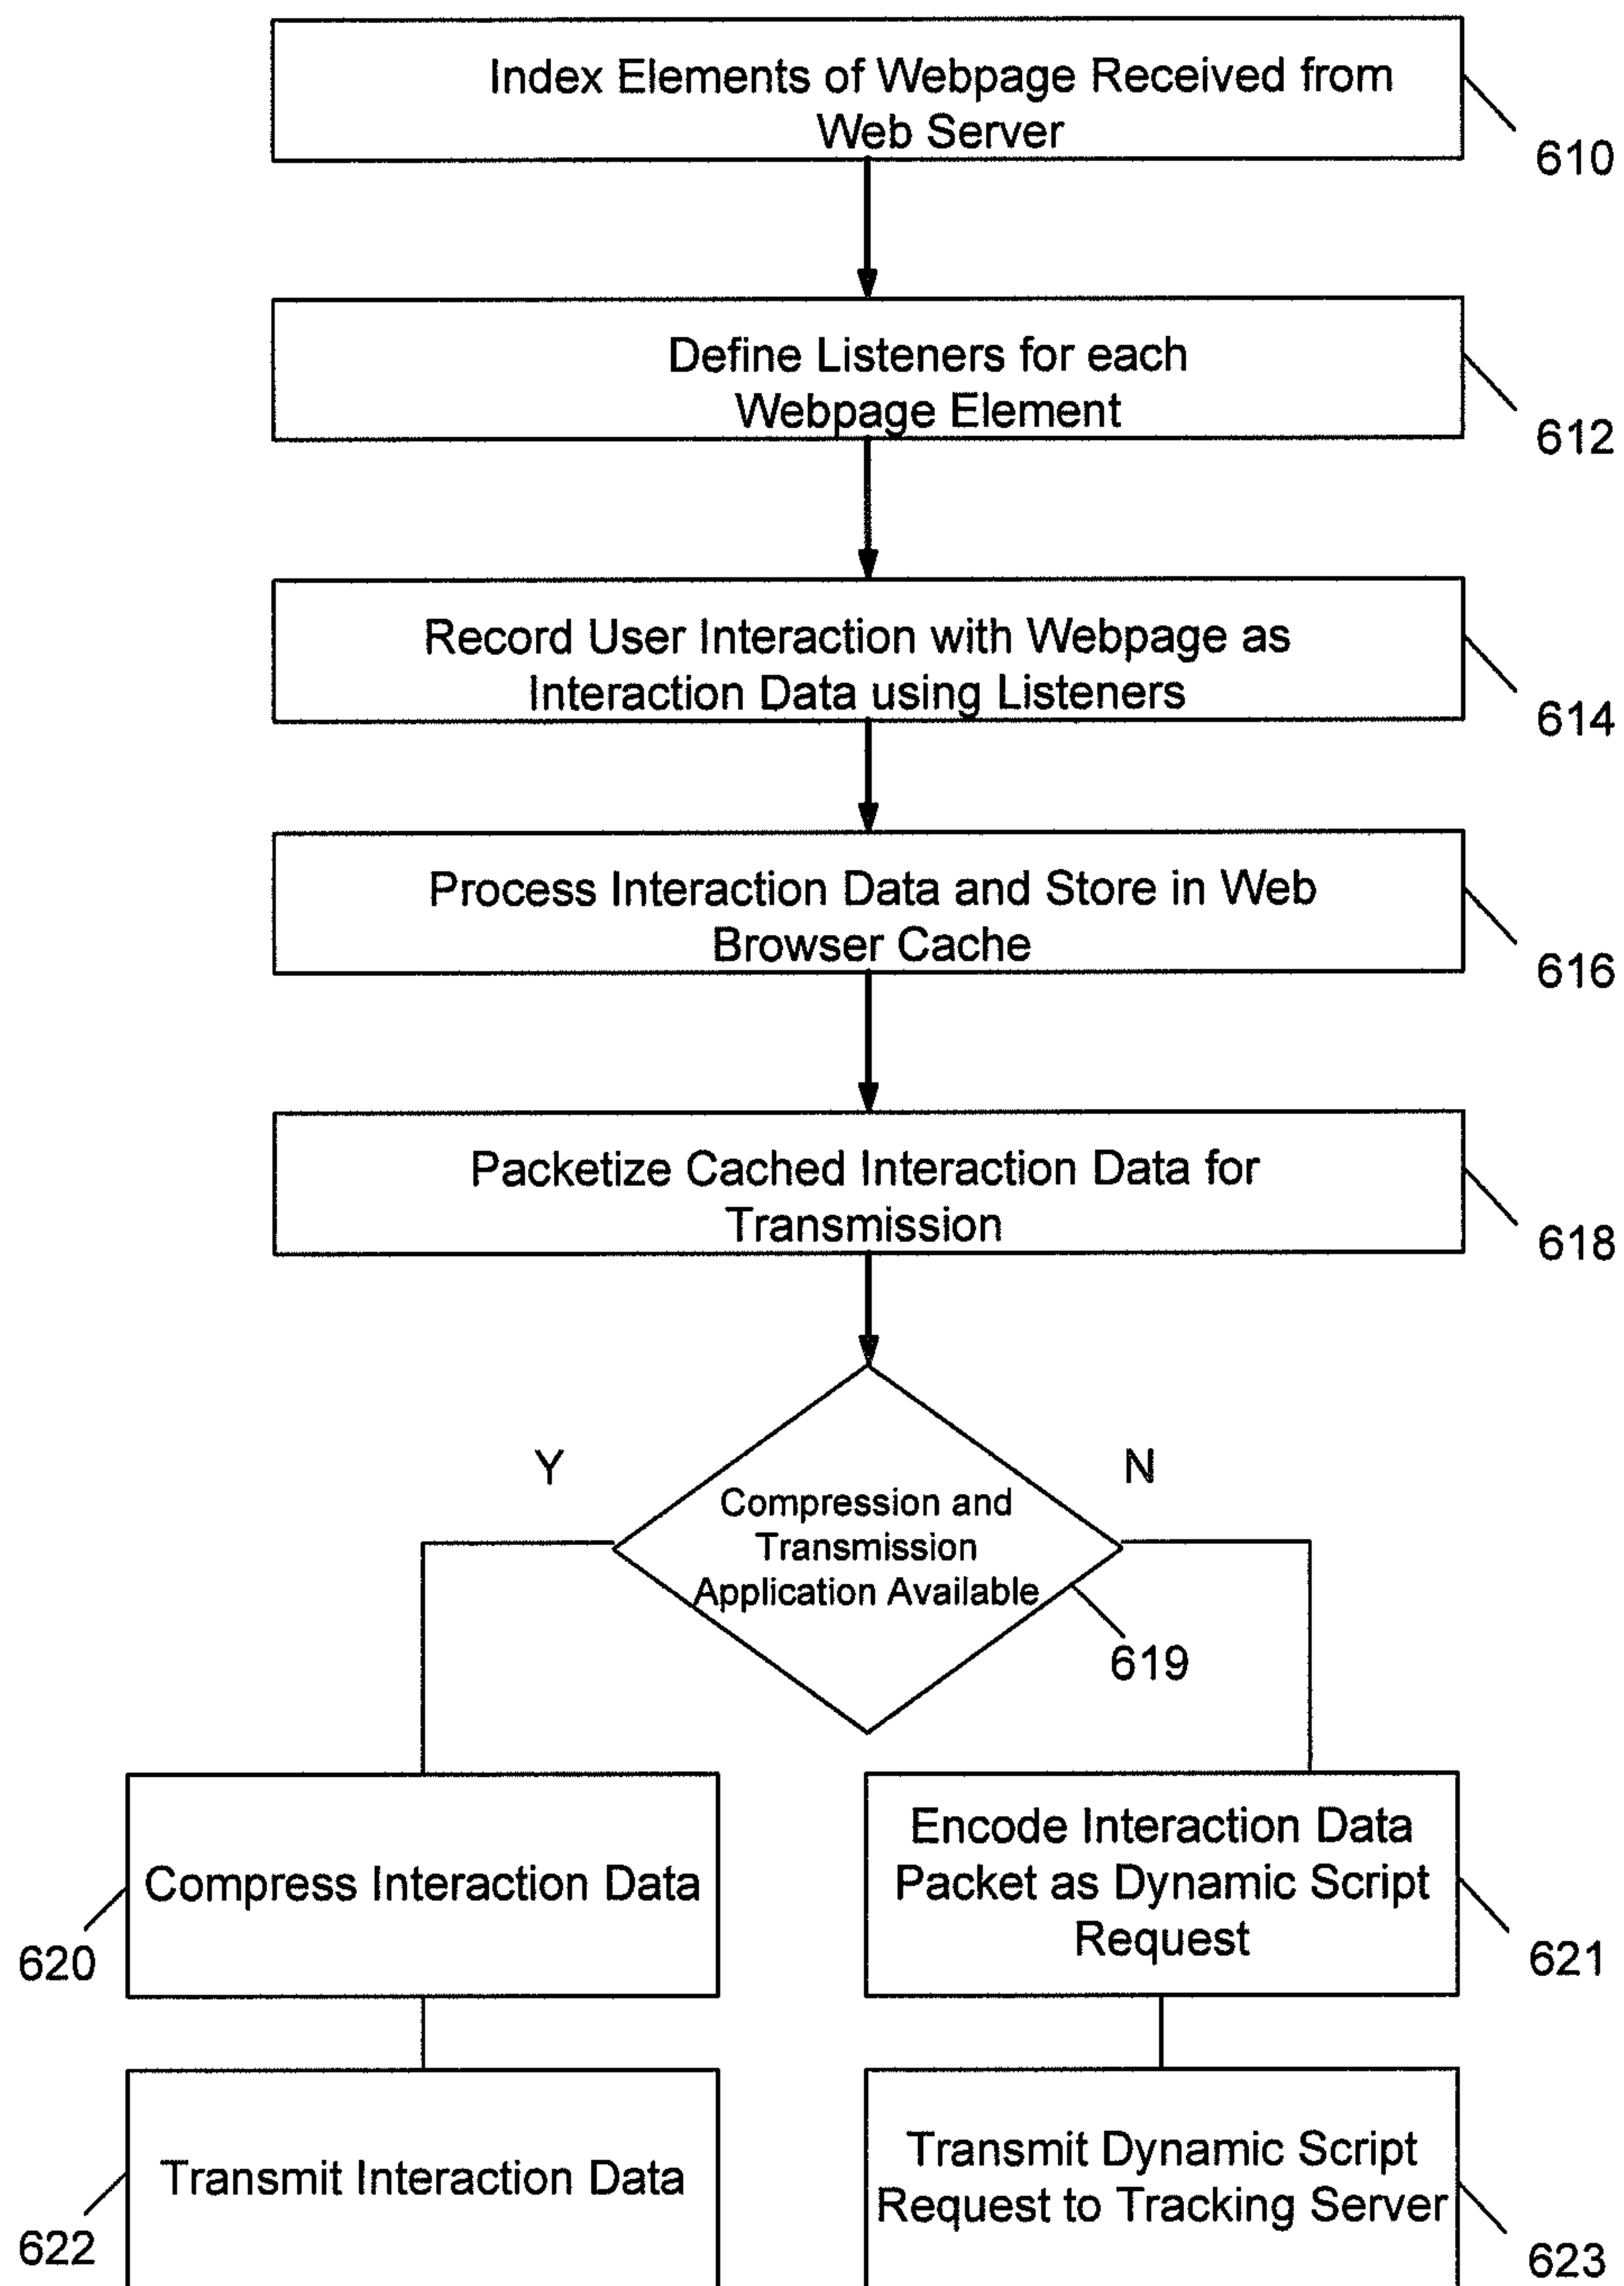 Index Elements of Webpage Received from
Web Server
610
Define Listeners for each
Webpage Element
612
Record User Interaction with Webpage as
Interaction Data using Listeners
614
Process Interaction Data and Store in Web
Browser Cache
616
Packetize Cached Interaction Data for
Transmission
618
Y
N
Compression and
Transmission
Application Available
619
Compress Interaction Data
620
Encode Interaction Data
Packet as Dynamic Script
Request
621
Transmit Interaction Data
622
Transmit Dynamic Script
Request to Tracking Server
623